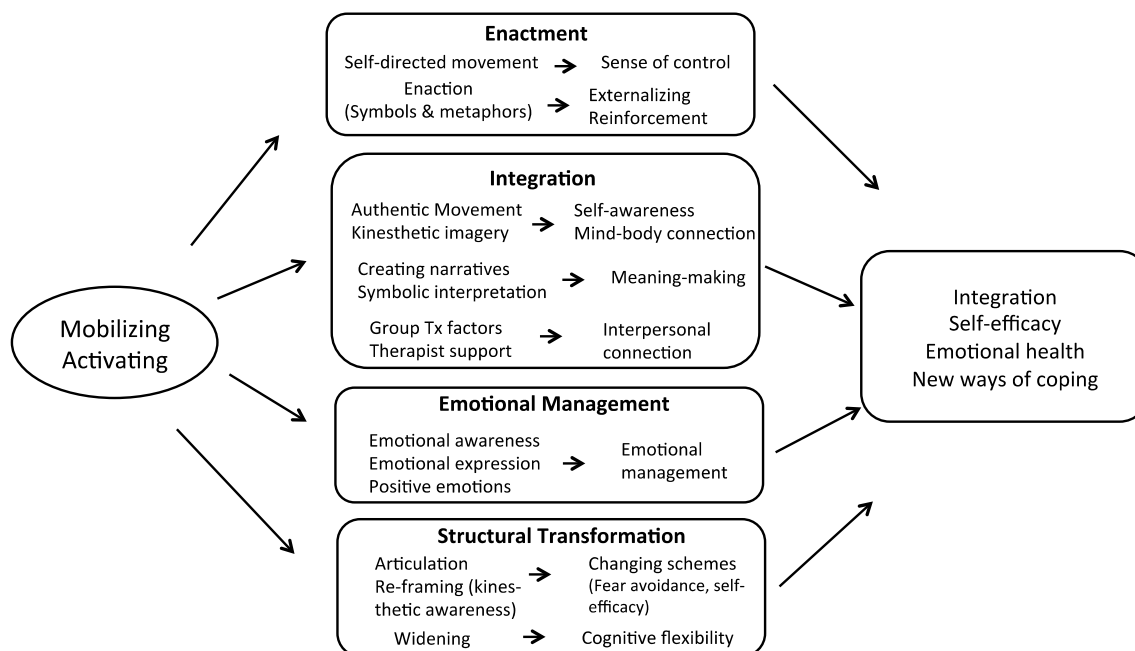 Enactment
Self-directed movement → Sense of control
Enaction
(Symbols & metaphors) → Externalizing
Reinforcement
Integration
Authentic Movement
Kinesthetic imagery → Self-awareness
Mind-body connection
Creating narratives
Symbolic interpretation → Meaning-making
Group Tx factors
Therapist support → Interpersonal
connection
Mobilizing
Activating
Emotional Management
Emotional awareness
Emotional expression
Positive emotions → Emotional
management
Structural Transformation
Articulation
Re-framing (kines-
thetic awareness) → Changing schemes
(Fear avoidance, self-
efficacy)
Widening → Cognitive flexibility
Integration
Self-efficacy
Emotional health
New ways of coping